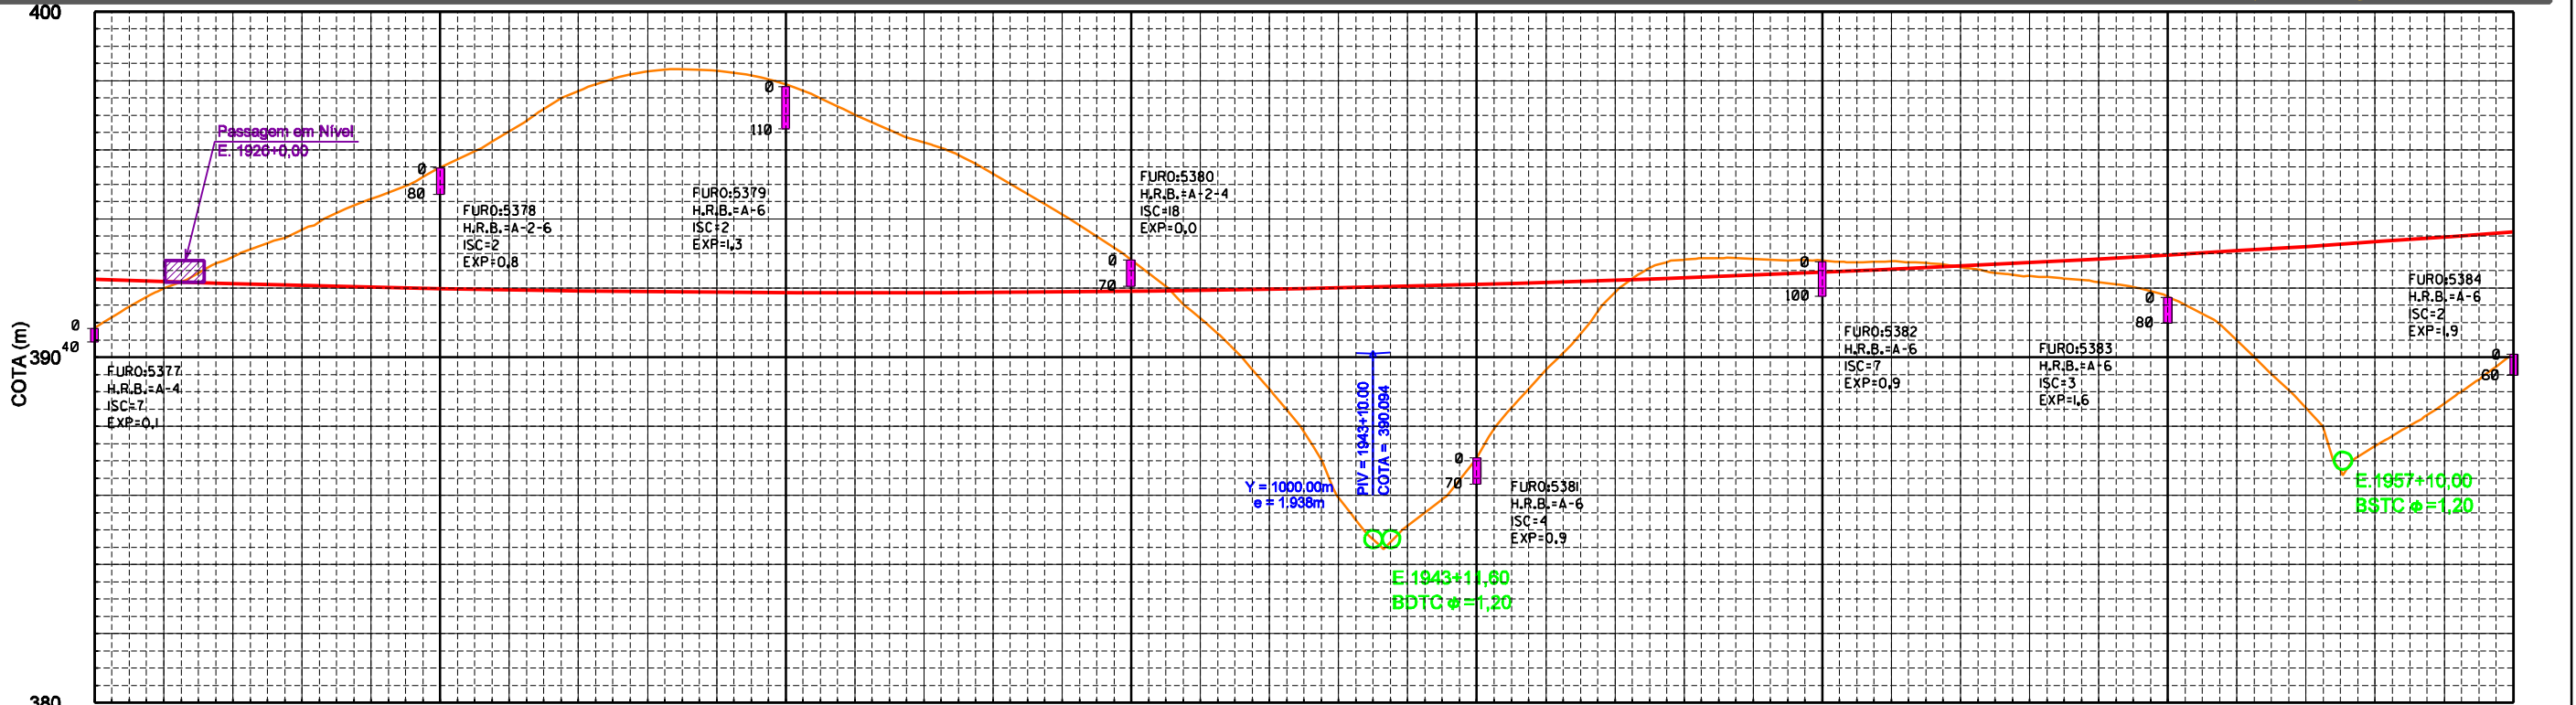 400
Passagem em Nível
E. 1926+0,00
0
80
0
110
FURO:5378
H.R.B.=A-2-6
ISC=2
EXP=0.8
FURO:5379
H.R.B.=A-6
ISC=2
EXP=1.3
FURO:5380
H.R.B.=A-2-4
ISC=18
EXP=0.0
0
70
0
100
0
40
COTA (m)
390
FURO:5377
H.R.B.=A-4
ISC=7
EXP=0.1
PIV = 1943+10.00
COTA = 390.094
Y = 1000.00m
e = 1.938m
0
70
FURO:5381
H.R.B.=A-6
ISC=4
EXP=0.9
E.1943+11,60
BDTC ϕ=1,20
FURO:5382
H.R.B.=A-6
ISC=7
EXP=0.9
FURO:5383
H.R.B.=A-6
ISC=3
EXP=1.6
0
80
FURO:5384
H.R.B.=A-6
ISC=2
EXP=1.9
0
60
E.1957+10,00
BSTC ϕ=1,20
380